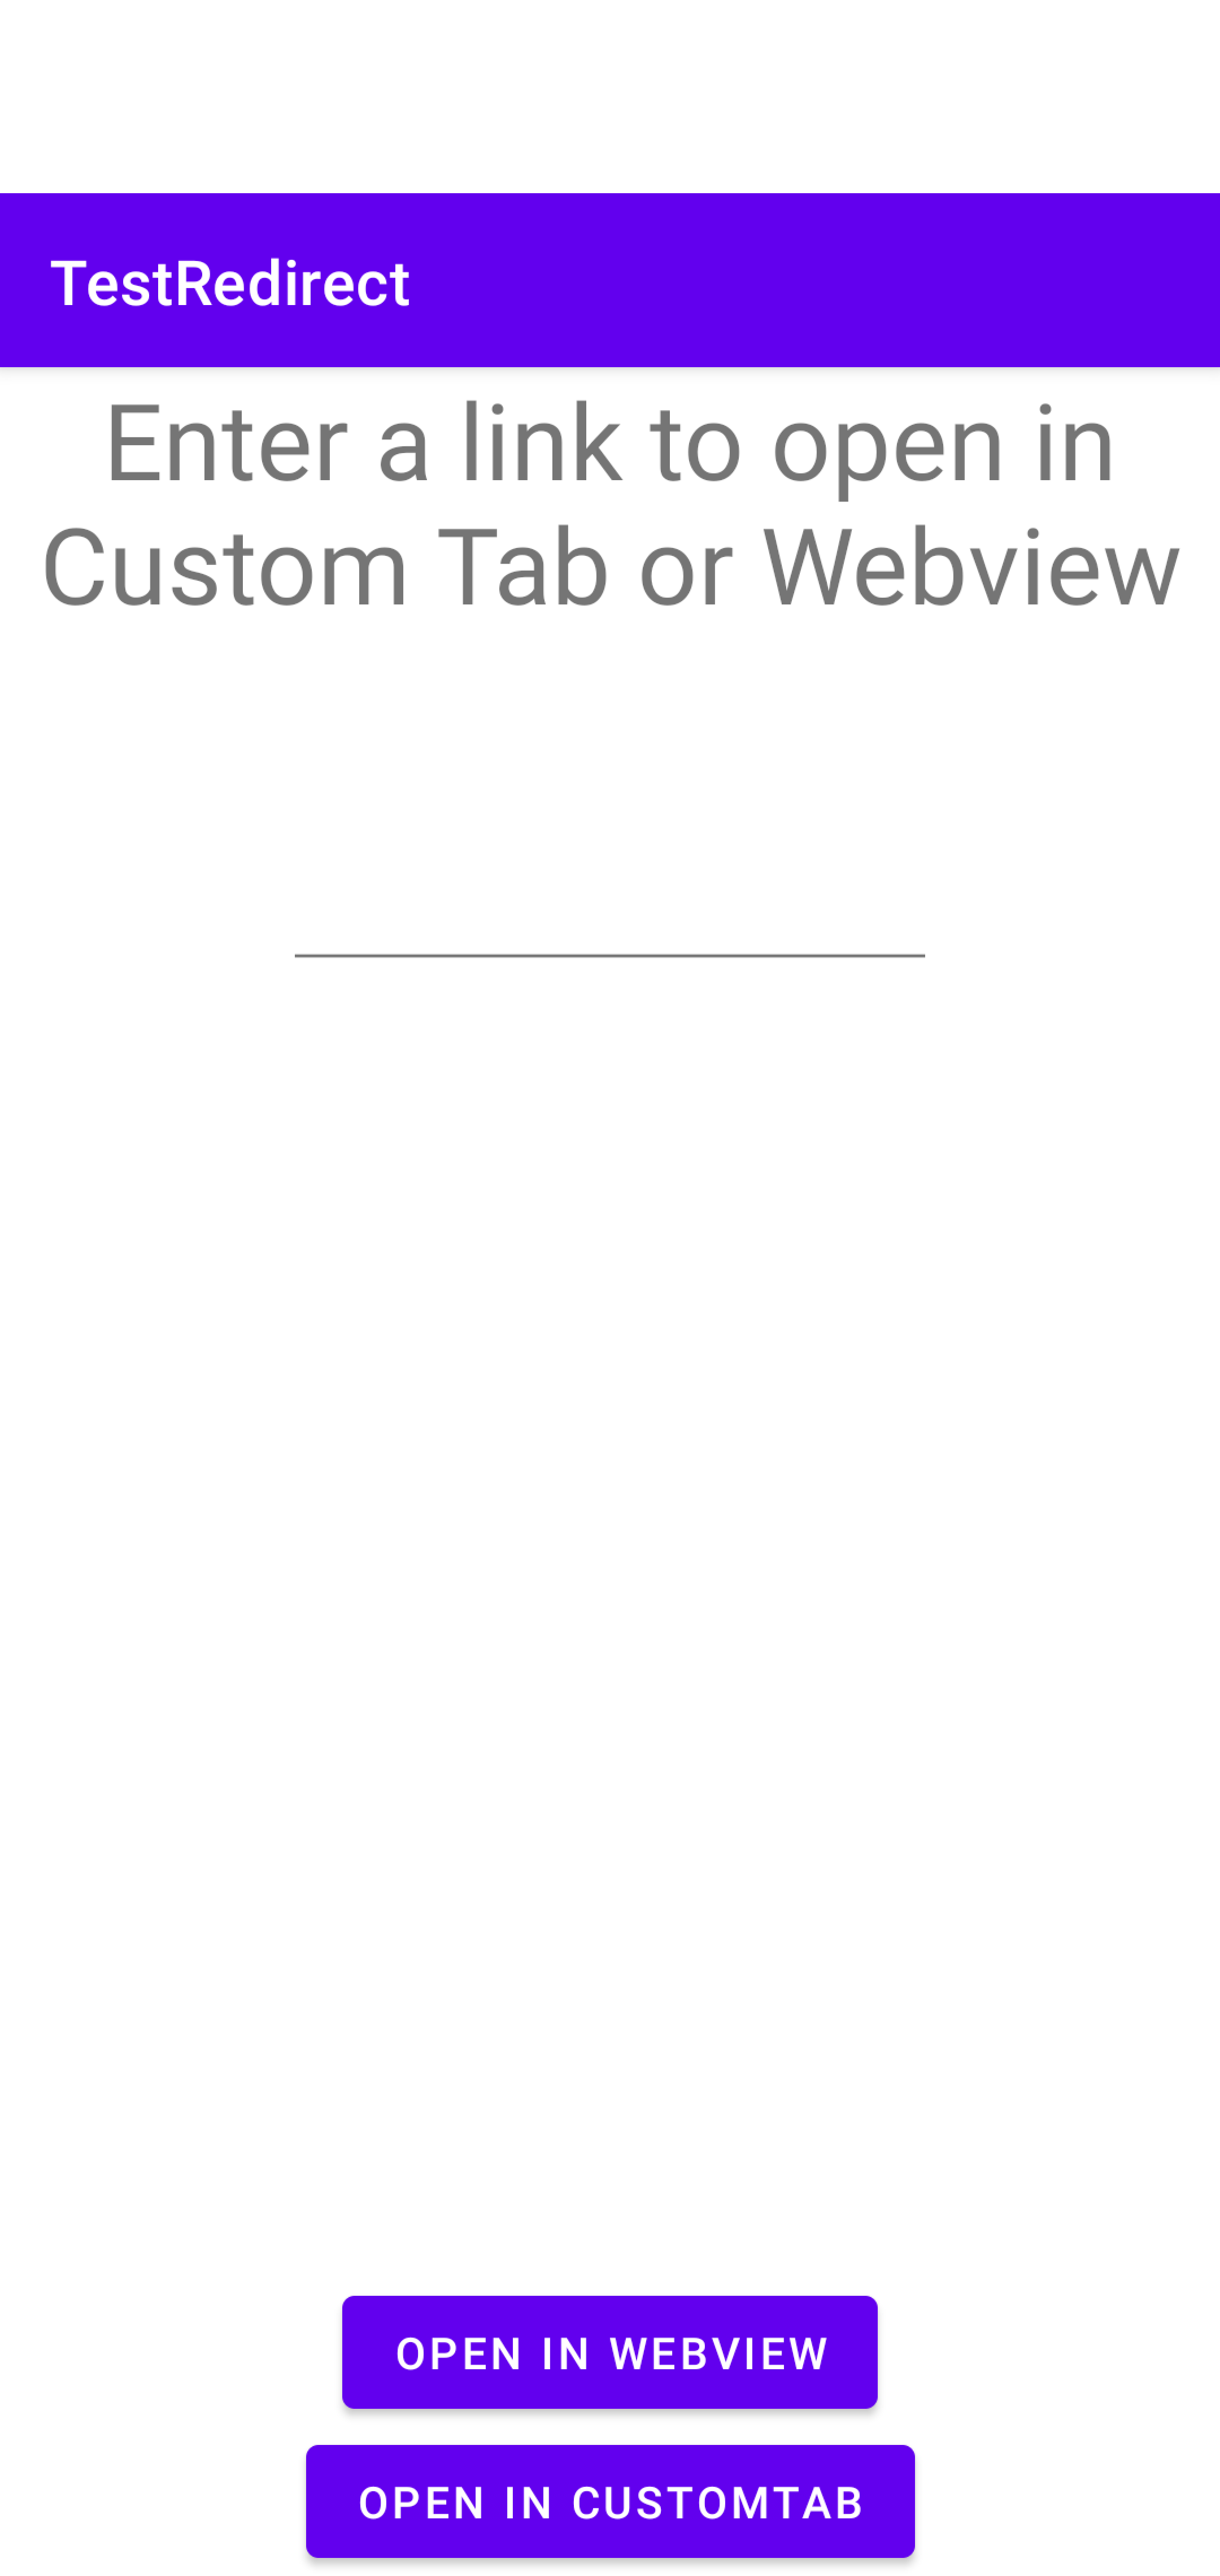 TestRedirect
Enter a link to open in
Custom Tab or Webview
OPEN IN WEBVIEW
OPEN IN CUSTOMTAB